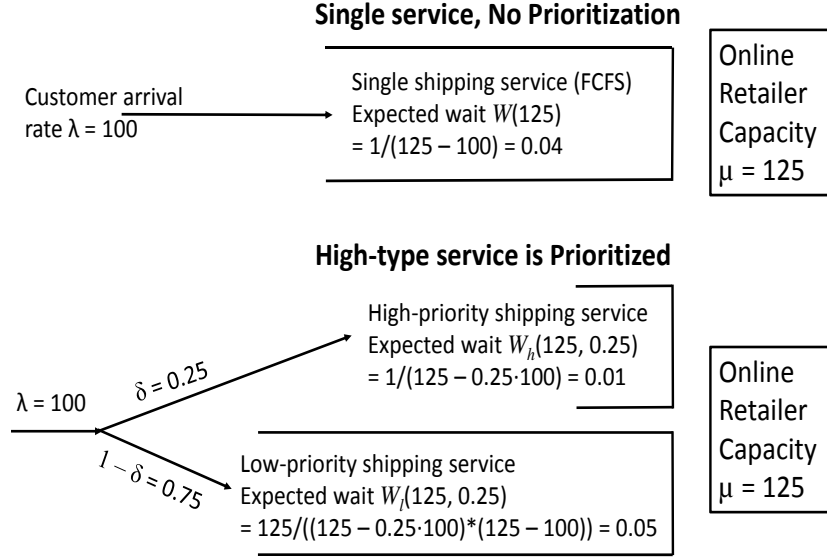 Single service, No Prioritization
Customer arrival
rate λ = 100
Single shipping service (FCFS)
Expected wait W(125)
= 1/(125 – 100) = 0.04
Online
Retailer
Capacity
μ = 125
High-type service is Prioritized
λ = 100
δ = 0.25
1 – δ = 0.75
High-priority shipping service
Expected wait Wh(125, 0.25)
= 1/(125 – 0.25·100) = 0.01
Low-priority shipping service
Expected wait Wl(125, 0.25)
= 125/((125 – 0.25·100)*(125 – 100)) = 0.05
Online
Retailer
Capacity
μ = 125